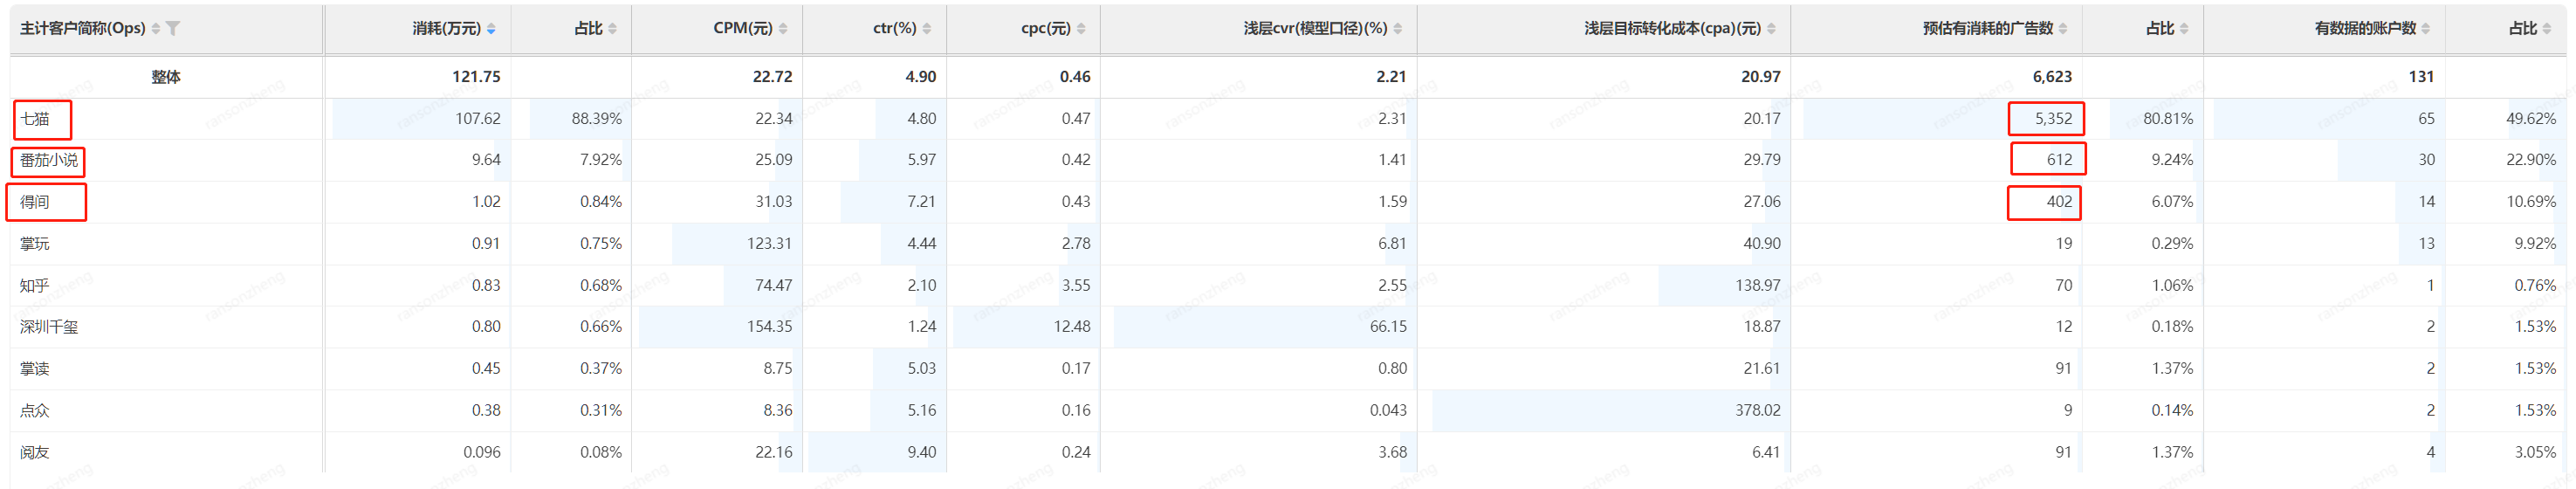 主计客户简称(Ops) 消耗(万元) 占比 CPM(元) ctr(%) cpc(元) 浅层cvr(模型口径)(%) 浅层目标转化成本(cpa)(元) 预估有消耗的广告数 占比 有数据的账户数 占比
整体 121.75 22.72 4.90 0.46 2.21 20.97 6,623 131
七猫 107.62 88.39% 22.34 4.80 0.47 2.31 20.17 5,352 80.81% 65 49.62%
番茄小说 9.64 7.92% 25.09 5.97 0.42 1.41 29.79 612 9.24% 30 22.90%
得间 1.02 0.84% 31.03 7.21 0.43 1.59 27.06 402 6.07% 14 10.69%
掌玩 0.91 0.75% 123.31 4.44 2.78 6.81 40.90 19 0.29% 13 9.92%
知乎 0.83 0.68% 74.47 2.10 3.55 2.55 138.97 70 1.06% 1 0.76%
深圳千玺 0.80 0.66% 154.35 1.24 12.48 66.15 18.87 12 0.18% 2 1.53%
掌读 0.45 0.37% 8.75 5.03 0.17 0.80 21.61 91 1.37% 2 1.53%
点众 0.38 0.31% 8.36 5.16 0.16 0.043 378.02 9 0.14% 2 1.53%
阅友 0.096 0.08% 22.16 9.40 0.24 3.68 6.41 91 1.37% 4 3.05%
ransonzheng